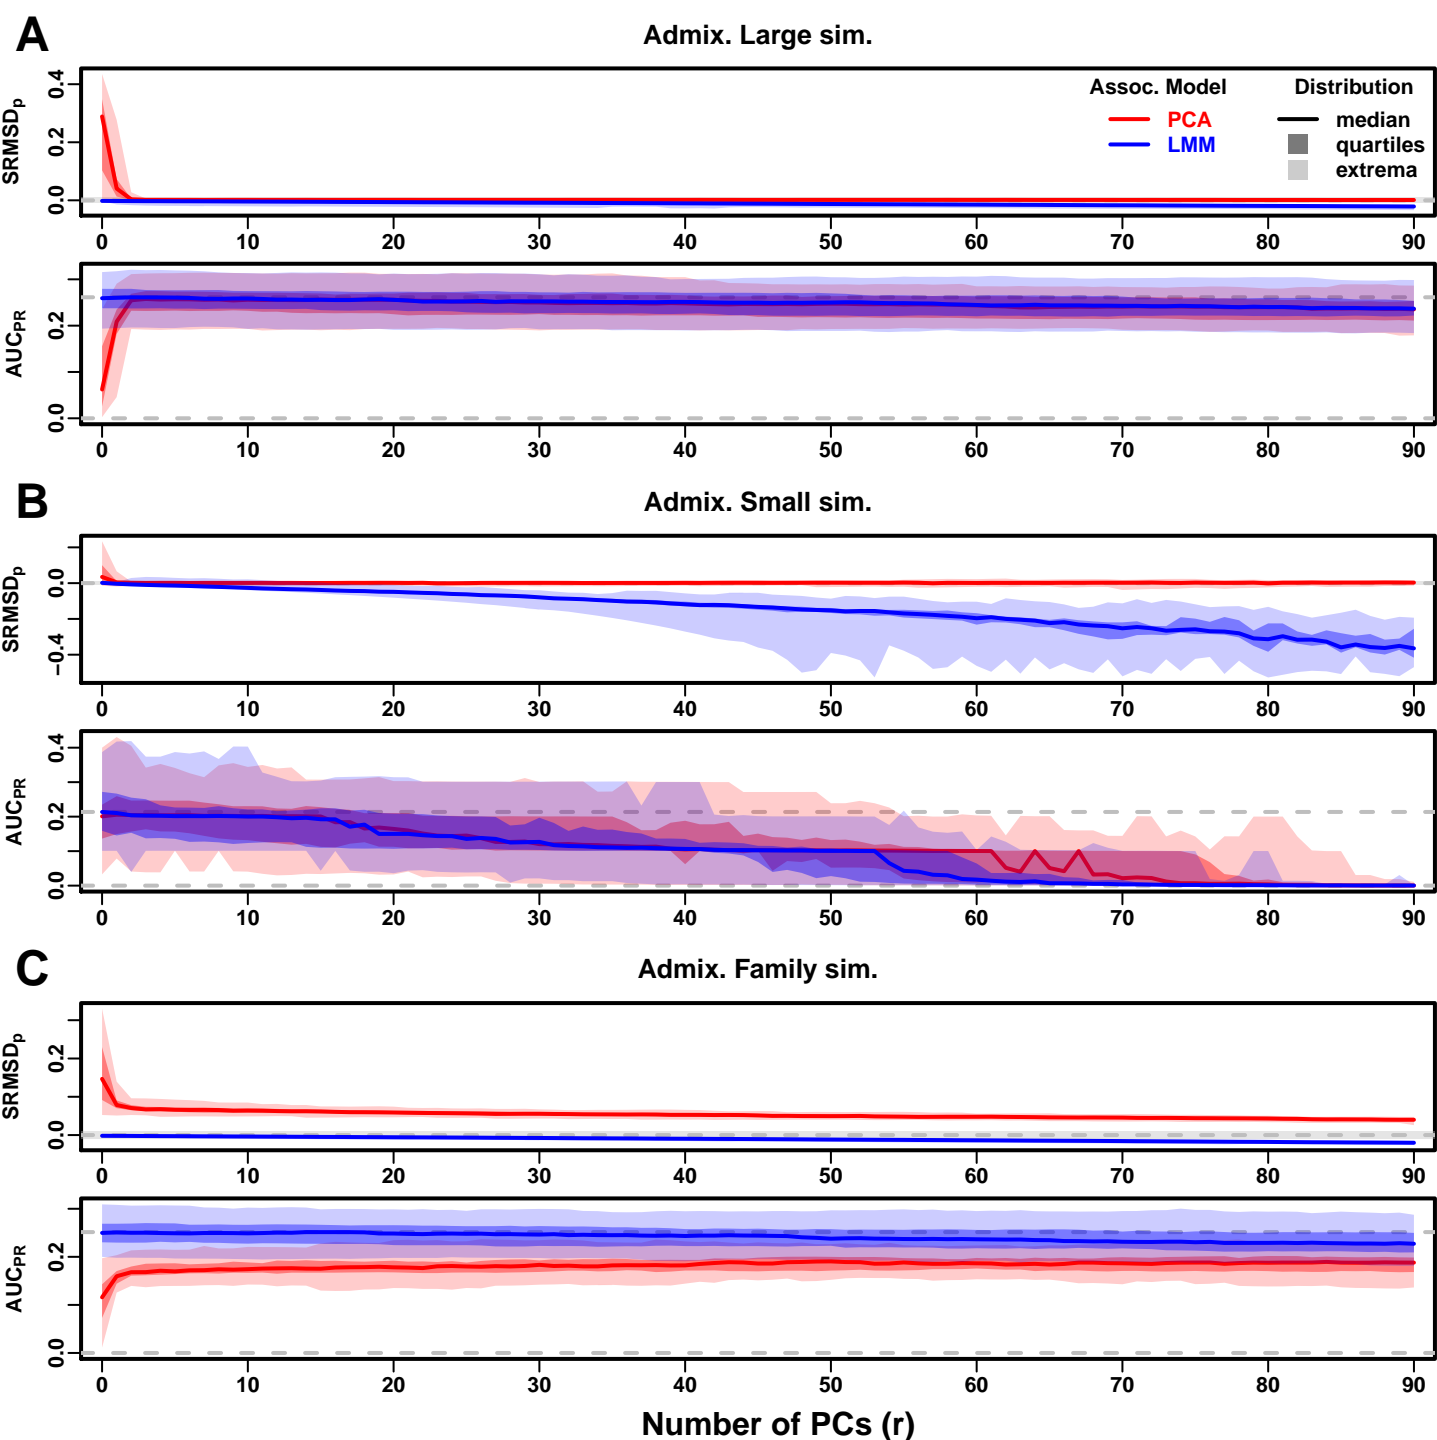 A
Admix. Large sim.
SRMSDp
0.0 0.2 0.4
Assoc. Model
PCA
LMM
Distribution
median
quartiles
extrema
0 10 20 30 40 50 60 70 80 90
AUCPR
0.0 0.2
0 10 20 30 40 50 60 70 80 90
B
Admix. Small sim.
SRMSDp
−0.4 0.0
0 10 20 30 40 50 60 70 80 90
AUCPR
0.0 0.2 0.4
0 10 20 30 40 50 60 70 80 90
C
Admix. Family sim.
SRMSDp
0.0 0.2
0 10 20 30 40 50 60 70 80 90
AUCPR
0.0 0.2
0 10 20 30 40 50 60 70 80 90
Number of PCs (r)